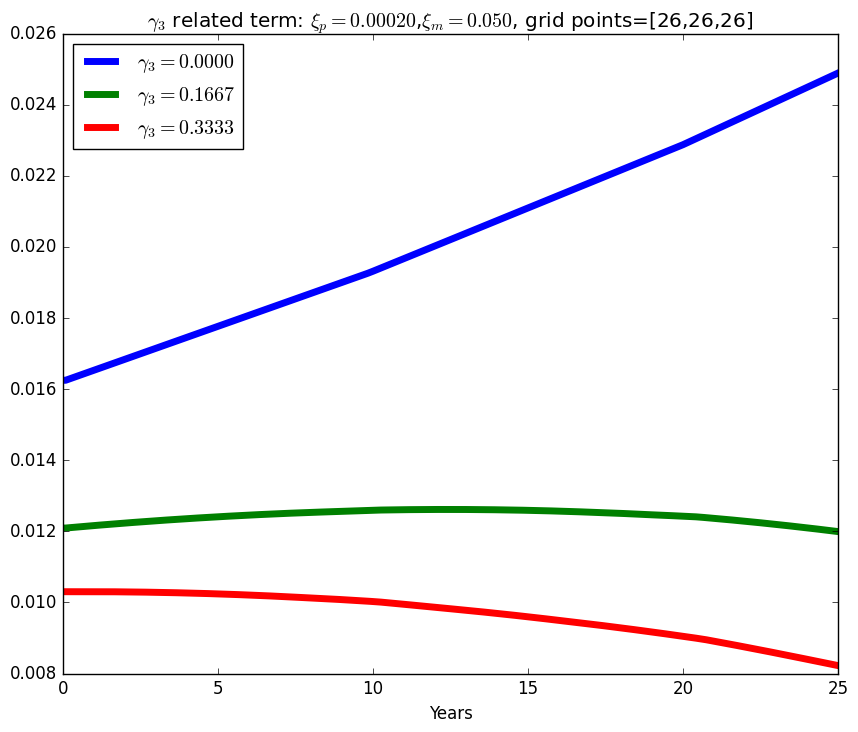 γ₃ related term: ξₚ = 0.00020,ξₘ = 0.050, grid points=[26,26,26]
0.026
γ₃ = 0.0000
0.024
γ₃ = 0.1667
γ₃ = 0.3333
0.022
0.020
0.018
0.016
0.014
0.012
0.010
0.008
0 5 10 15 20 25
Years